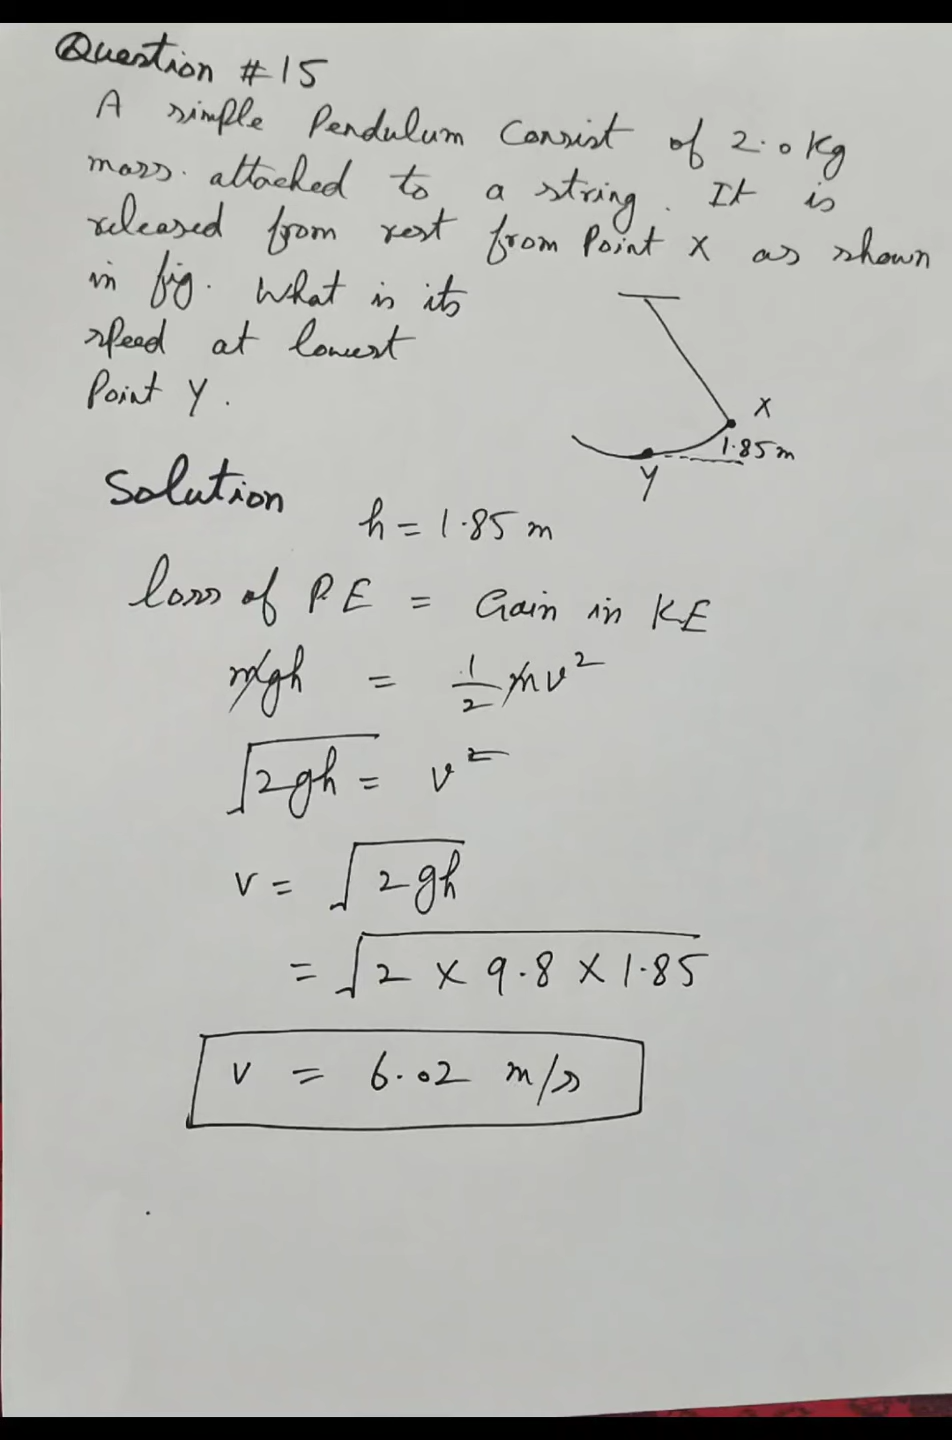 Question #15
A simple Pendulum Consist of 2.0 Kg
mass. attached to a string. It is
released from rest from Point X as shown
in fig. What is its
speed at lowest
Point Y.
X
1.85m
Y
Solution
h = 1.85 m
loss of P.E = Gain in KE
mgh = 1/2 mv²
√2gh = v²
v = √2gh
= √2 × 9.8 × 1.85
v = 6.02 m/s